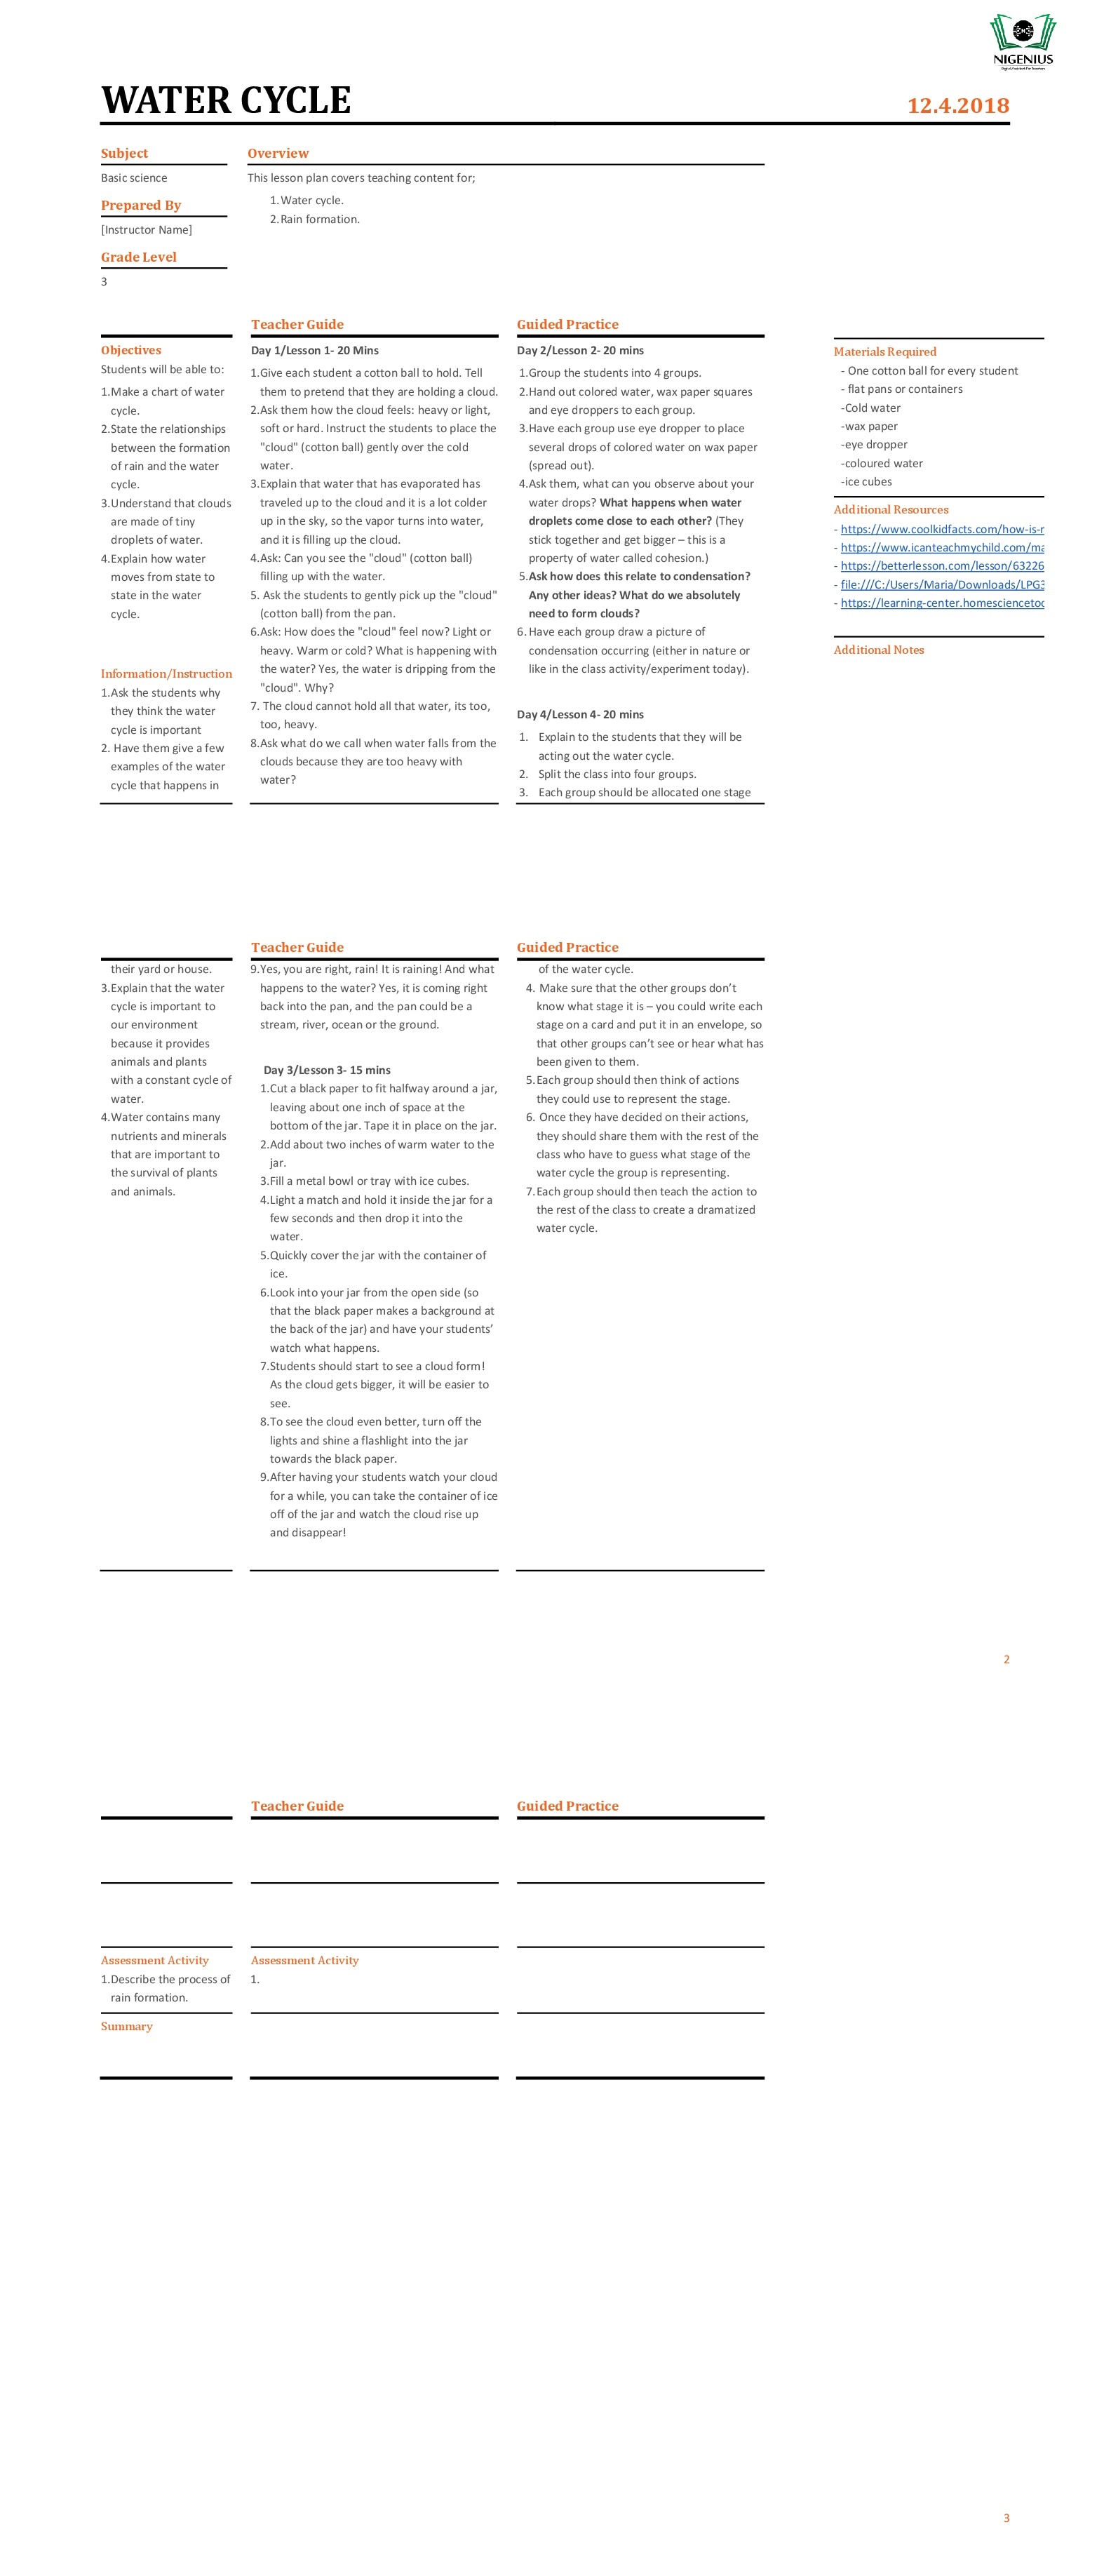 NIGENIUS
Digital Assistant For Teachers
WATER CYCLE
12.4.2018
Subject
Basic science
Prepared By
[Instructor Name]
Grade Level
3
Overview
This lesson plan covers teaching content for;
1.Water cycle.
2.Rain formation.
Objectives
Students will be able to:
1.Make a chart of water
cycle.
2.State the relationships
between the formation
of rain and the water
cycle.
3.Understand that clouds
are made of tiny
droplets of water.
4.Explain how water
moves from state to
state in the water
cycle.
Information/Instruction
1.Ask the students why
they think the water
cycle is important
2. Have them give a few
examples of the water
cycle that happens in
Teacher Guide
Day 1/Lesson 1- 20 Mins
1.Give each student a cotton ball to hold. Tell
them to pretend that they are holding a cloud.
2.Ask them how the cloud feels: heavy or light,
soft or hard. Instruct the students to place the
"cloud" (cotton ball) gently over the cold
water.
3.Explain that water that has evaporated has
traveled up to the cloud and it is a lot colder
up in the sky, so the vapor turns into water,
and it is filling up the cloud.
4.Ask: Can you see the "cloud" (cotton ball)
filling up with the water.
5. Ask the students to gently pick up the "cloud"
(cotton ball) from the pan.
6.Ask: How does the "cloud" feel now? Light or
heavy. Warm or cold? What is happening with
the water? Yes, the water is dripping from the
"cloud". Why?
7. The cloud cannot hold all that water, its too,
too, heavy.
8.Ask what do we call when water falls from the
clouds because they are too heavy with
water?
Guided Practice
Day 2/Lesson 2- 20 mins
1.Group the students into 4 groups.
2.Hand out colored water, wax paper squares
and eye droppers to each group.
3.Have each group use eye dropper to place
several drops of colored water on wax paper
(spread out).
4.Ask them, what can you observe about your
water drops? What happens when water
droplets come close to each other? (They
stick together and get bigger – this is a
property of water called cohesion.)
5.Ask how does this relate to condensation?
Any other ideas? What do we absolutely
need to form clouds?
6.Have each group draw a picture of
condensation occurring (either in nature or
like in the class activity/experiment today).
Day 4/Lesson 4- 20 mins
1. Explain to the students that they will be
acting out the water cycle.
2. Split the class into four groups.
3. Each group should be allocated one stage
Materials Required
- One cotton ball for every student
- flat pans or containers
-Cold water
-wax paper
-eye dropper
-coloured water
-ice cubes
Additional Resources
- https://www.coolkidfacts.com/how-is-r
- https://www.icanteachmychild.com/ma
- https://betterlesson.com/lesson/63226
- file:///C:/Users/Maria/Downloads/LPG3
- https://learning-center.homesciencetoo
Additional Notes
their yard or house.
3.Explain that the water
cycle is important to
our environment
because it provides
animals and plants
with a constant cycle of
water.
4.Water contains many
nutrients and minerals
that are important to
the survival of plants
and animals.
Teacher Guide
9.Yes, you are right, rain! It is raining! And what
happens to the water? Yes, it is coming right
back into the pan, and the pan could be a
stream, river, ocean or the ground.
Day 3/Lesson 3- 15 mins
1.Cut a black paper to fit halfway around a jar,
leaving about one inch of space at the
bottom of the jar. Tape it in place on the jar.
2.Add about two inches of warm water to the
jar.
3.Fill a metal bowl or tray with ice cubes.
4.Light a match and hold it inside the jar for a
few seconds and then drop it into the
water.
5.Quickly cover the jar with the container of
ice.
6.Look into your jar from the open side (so
that the black paper makes a background at
the back of the jar) and have your students’
watch what happens.
7.Students should start to see a cloud form!
As the cloud gets bigger, it will be easier to
see.
8.To see the cloud even better, turn off the
lights and shine a flashlight into the jar
towards the black paper.
9.After having your students watch your cloud
for a while, you can take the container of ice
off of the jar and watch the cloud rise up
and disappear!
Guided Practice
of the water cycle.
4. Make sure that the other groups don’t
know what stage it is – you could write each
stage on a card and put it in an envelope, so
that other groups can’t see or hear what has
been given to them.
5.Each group should then think of actions
they could use to represent the stage.
6. Once they have decided on their actions,
they should share them with the rest of the
class who have to guess what stage of the
water cycle the group is representing.
7.Each group should then teach the action to
the rest of the class to create a dramatized
water cycle.
2
Teacher Guide
Guided Practice
Assessment Activity
1.Describe the process of
rain formation.
Assessment Activity
1.
Summary
3